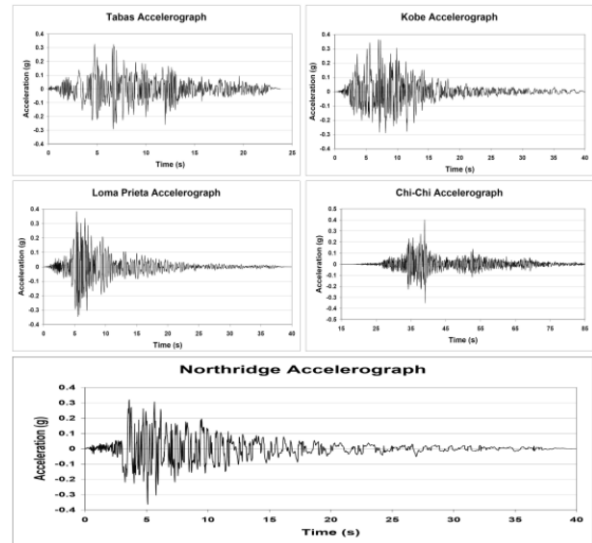 Tabas Accelerograph
Acceleration (g)
0.4
0.3
0.2
0.1
0
-0.1
-0.2
-0.3
-0.4
0 5 10 15 20 25
Time (s)
Kobe Accelerograph
Acceleration (g)
0.4
0.3
0.2
0.1
0
-0.1
-0.2
-0.3
-0.4
0 5 10 15 20 25 30 35 40
Time (s)
Loma Prieta Accelerograph
Acceleration (g)
0.4
0.3
0.2
0.1
0
-0.1
-0.2
-0.3
-0.4
0 5 10 15 20 25 30 35 40
Time (s)
Chi-Chi Accelerograph
Acceleration (g)
0.5
0.4
0.3
0.2
0.1
0
-0.1
-0.2
-0.3
-0.4
-0.5
15 25 35 45 55 65 75 85
Time (s)
Northridge Accelerograph
Acceleration (g)
0.4
0.3
0.2
0.1
0
-0.1
-0.2
-0.3
-0.4
0 5 10 15 20 25 30 35 40
Time (s)